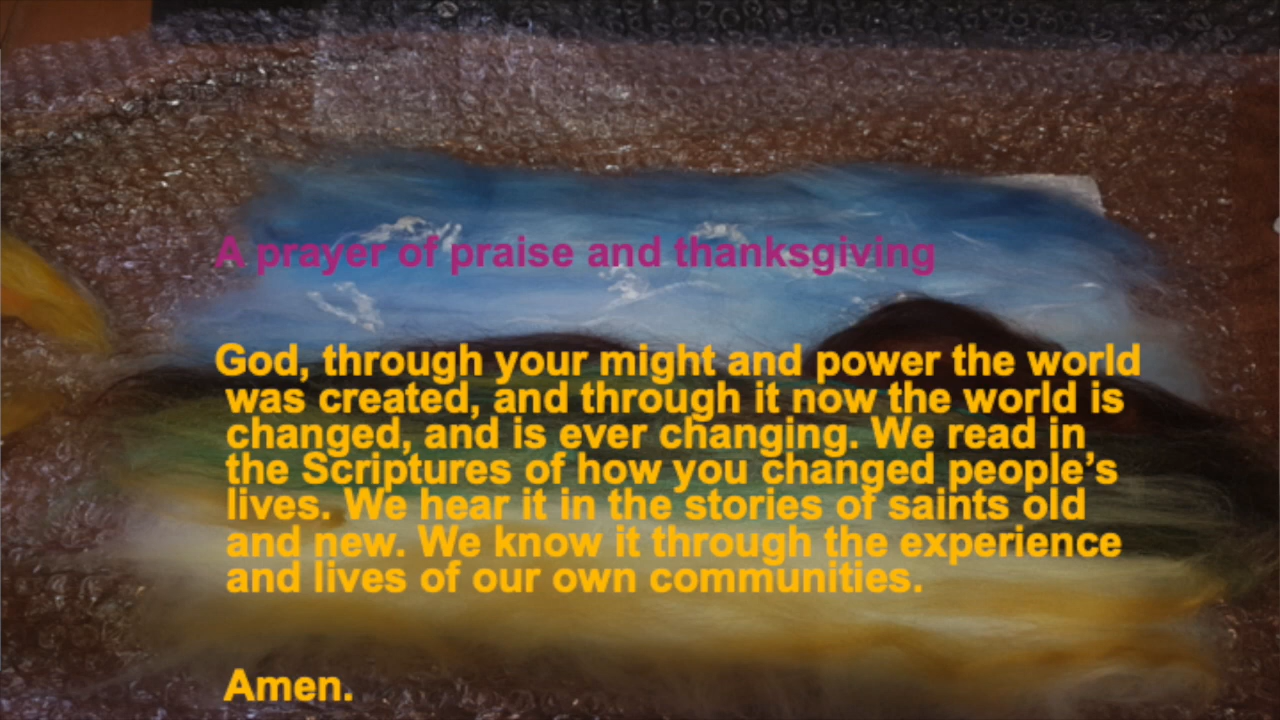 A prayer of praise and thanksgiving
God, through your might and power the world
was created, and through it now the world is
changed, and is ever changing. We read in
the Scriptures of how you changed people’s
lives. We hear it in the stories of saints old
and new. We know it through the experience
and lives of our own communities.
Amen.